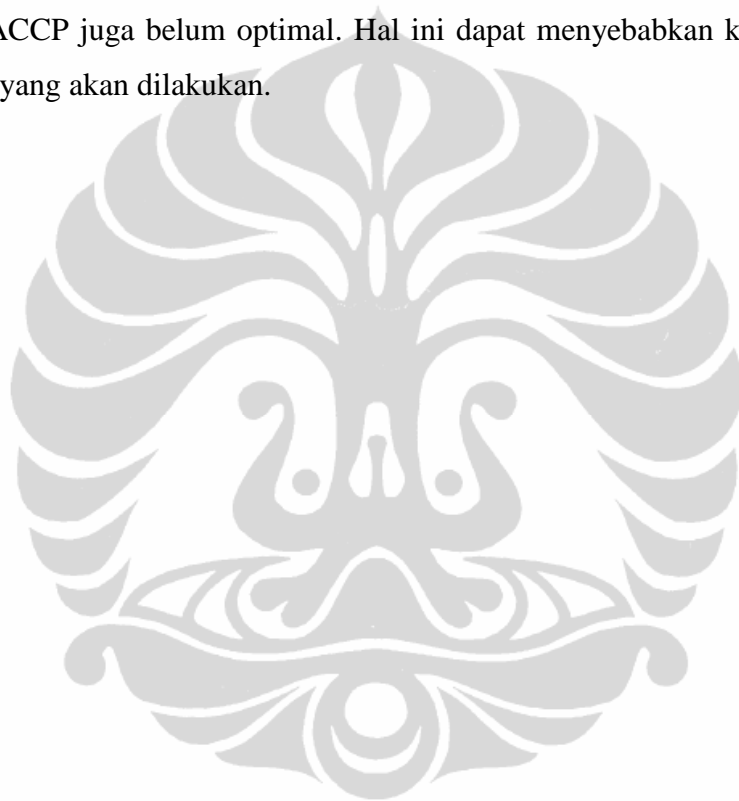 ACCP juga belum optimal. Hal ini dapat menyebabkan k
yang akan dilakukan.